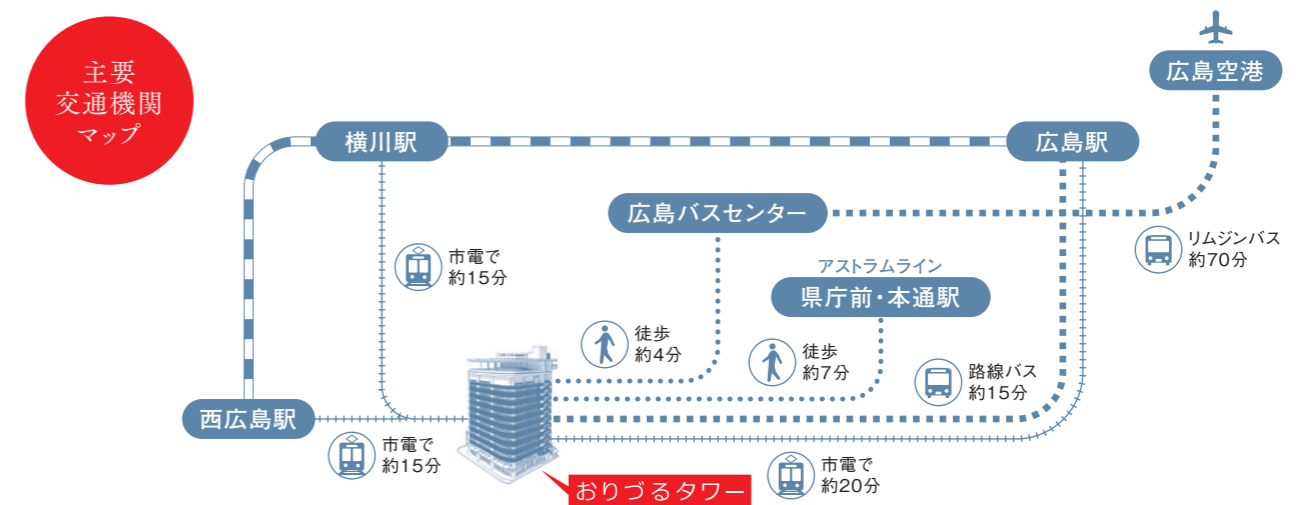 主要
交通機関
マップ
広島空港
横川駅
広島駅
広島バスセンター
リムジンバス
約70分
市電で
約15分
アストラムライン
県庁前・本通駅
徒歩
約4分
徒歩
約7分
路線バス
約15分
西広島駅
市電で
約15分
市電で
約20分
おりづるタワー